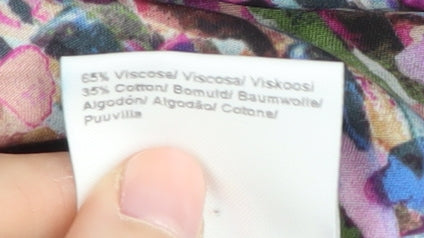 65% Viscose/ Viscosa/ Viskoosi
35% Cotton/ Bomuld/ Baumwolle/
Algodón/ Algodão/ Cotone/
Puuvilla